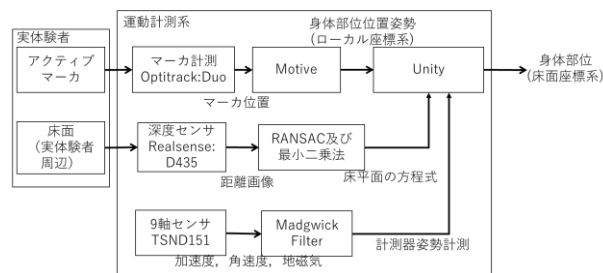 実体験者
アクティブ
マーカ
床面
(実体験者
周辺)
運動計測系
マーカ計測
Optitrack:Duo
マーカ位置
Motive
身体部位位置姿勢
(ローカル座標系)
Unity
身体部位
(床面座標系)
深度センサ
Realsense:
D435
距離画像
RANSAC及び
最小二乗法
床平面の方程式
9軸センサ
TSND151
加速度，角速度，地磁気
Madgwick
Filter
計測器姿勢計測